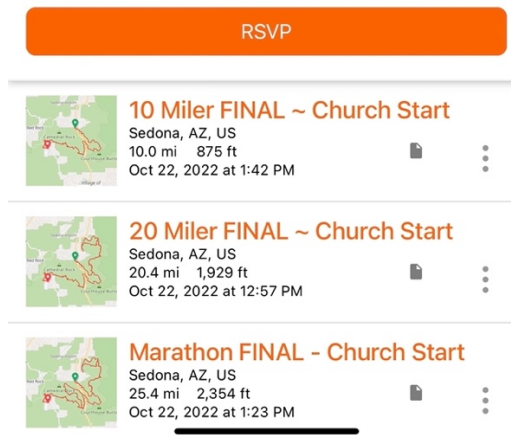 RSVP
10 Miler FINAL ~ Church Start
Sedona, AZ, US
10.0 mi 875 ft
Oct 22, 2022 at 1:42 PM
20 Miler FINAL ~ Church Start
Sedona, AZ, US
20.4 mi 1,929 ft
Oct 22, 2022 at 12:57 PM
Marathon FINAL - Church Start
Sedona, AZ, US
25.4 mi 2,354 ft
Oct 22, 2022 at 1:23 PM